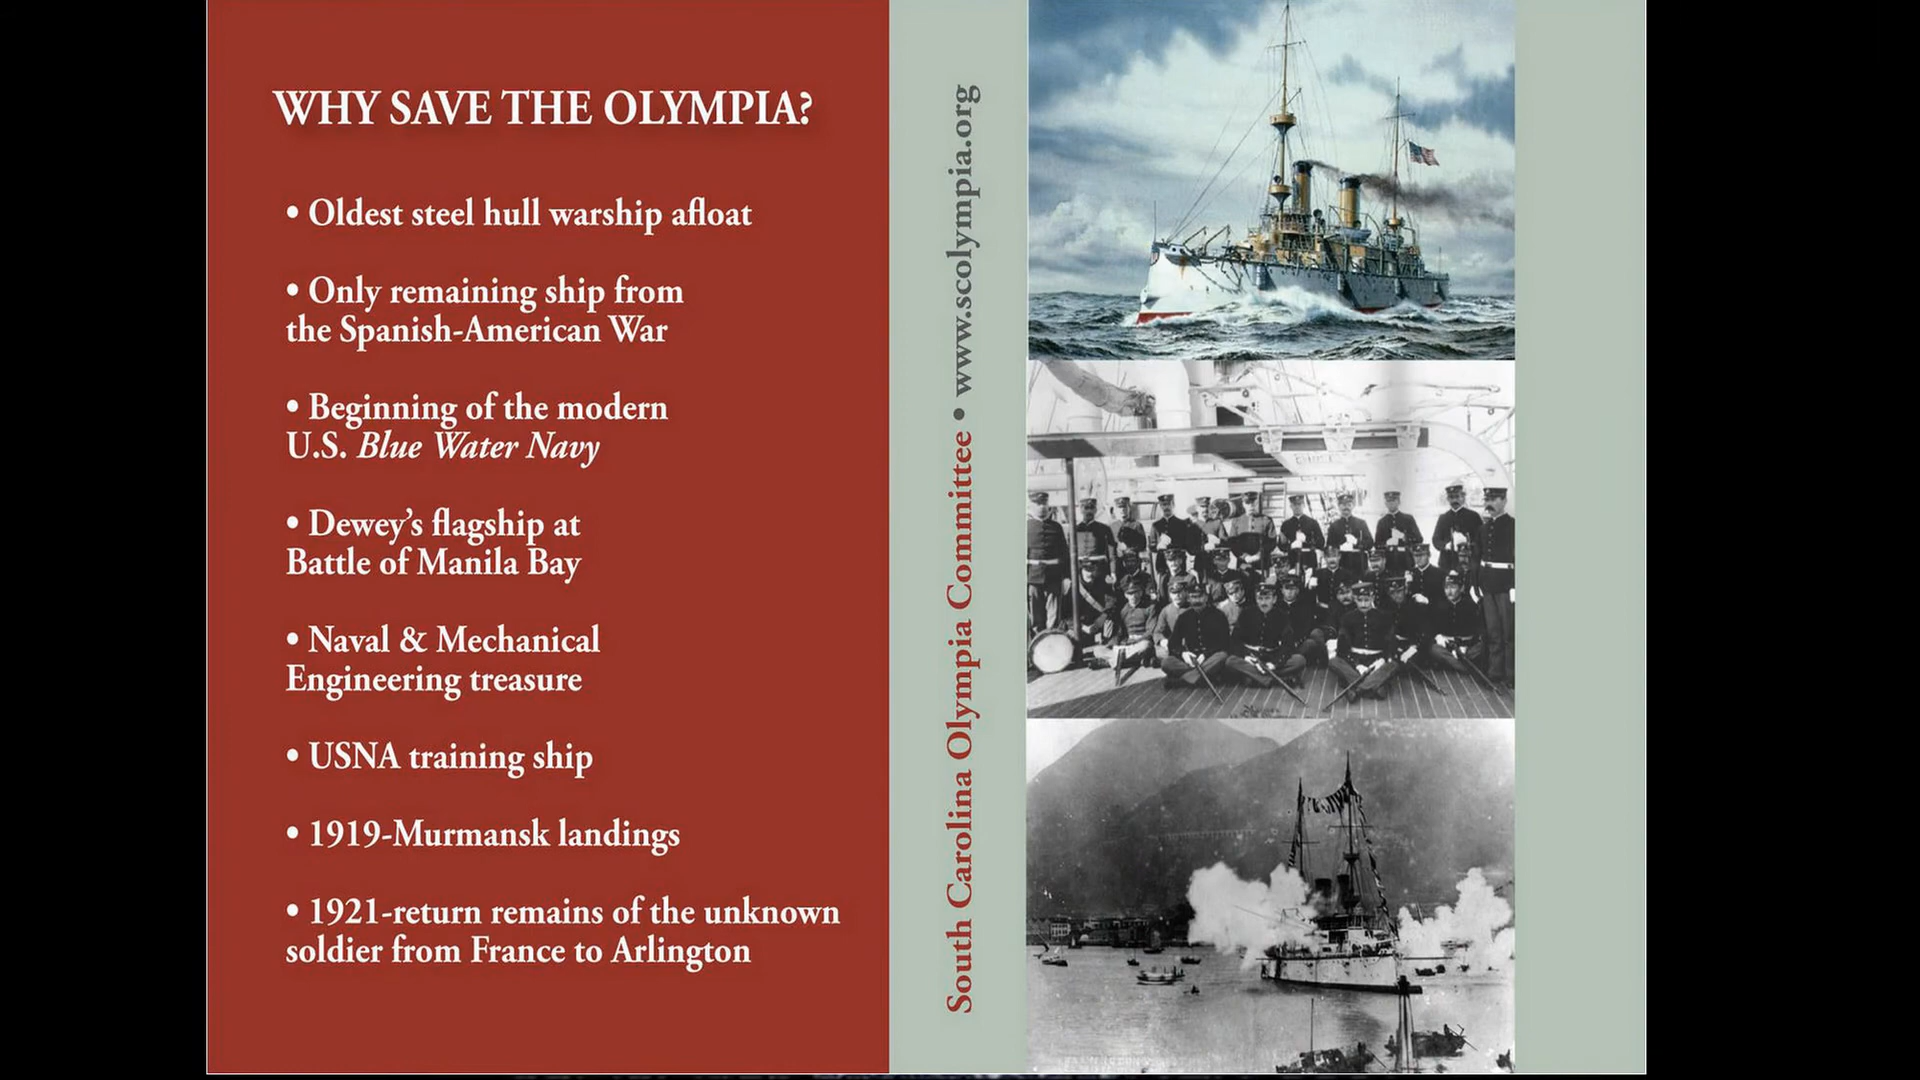 WHY SAVE THE OLYMPIA?
• Oldest steel hull warship afloat
• Only remaining ship from
the Spanish-American War
• Beginning of the modern
U.S. Blue Water Navy
• Dewey’s flagship at
Battle of Manila Bay
• Naval & Mechanical
Engineering treasure
• USNA training ship
• 1919-Murmansk landings
• 1921-return remains of the unknown
soldier from France to Arlington
South Carolina Olympia Committee • www.scolympia.org